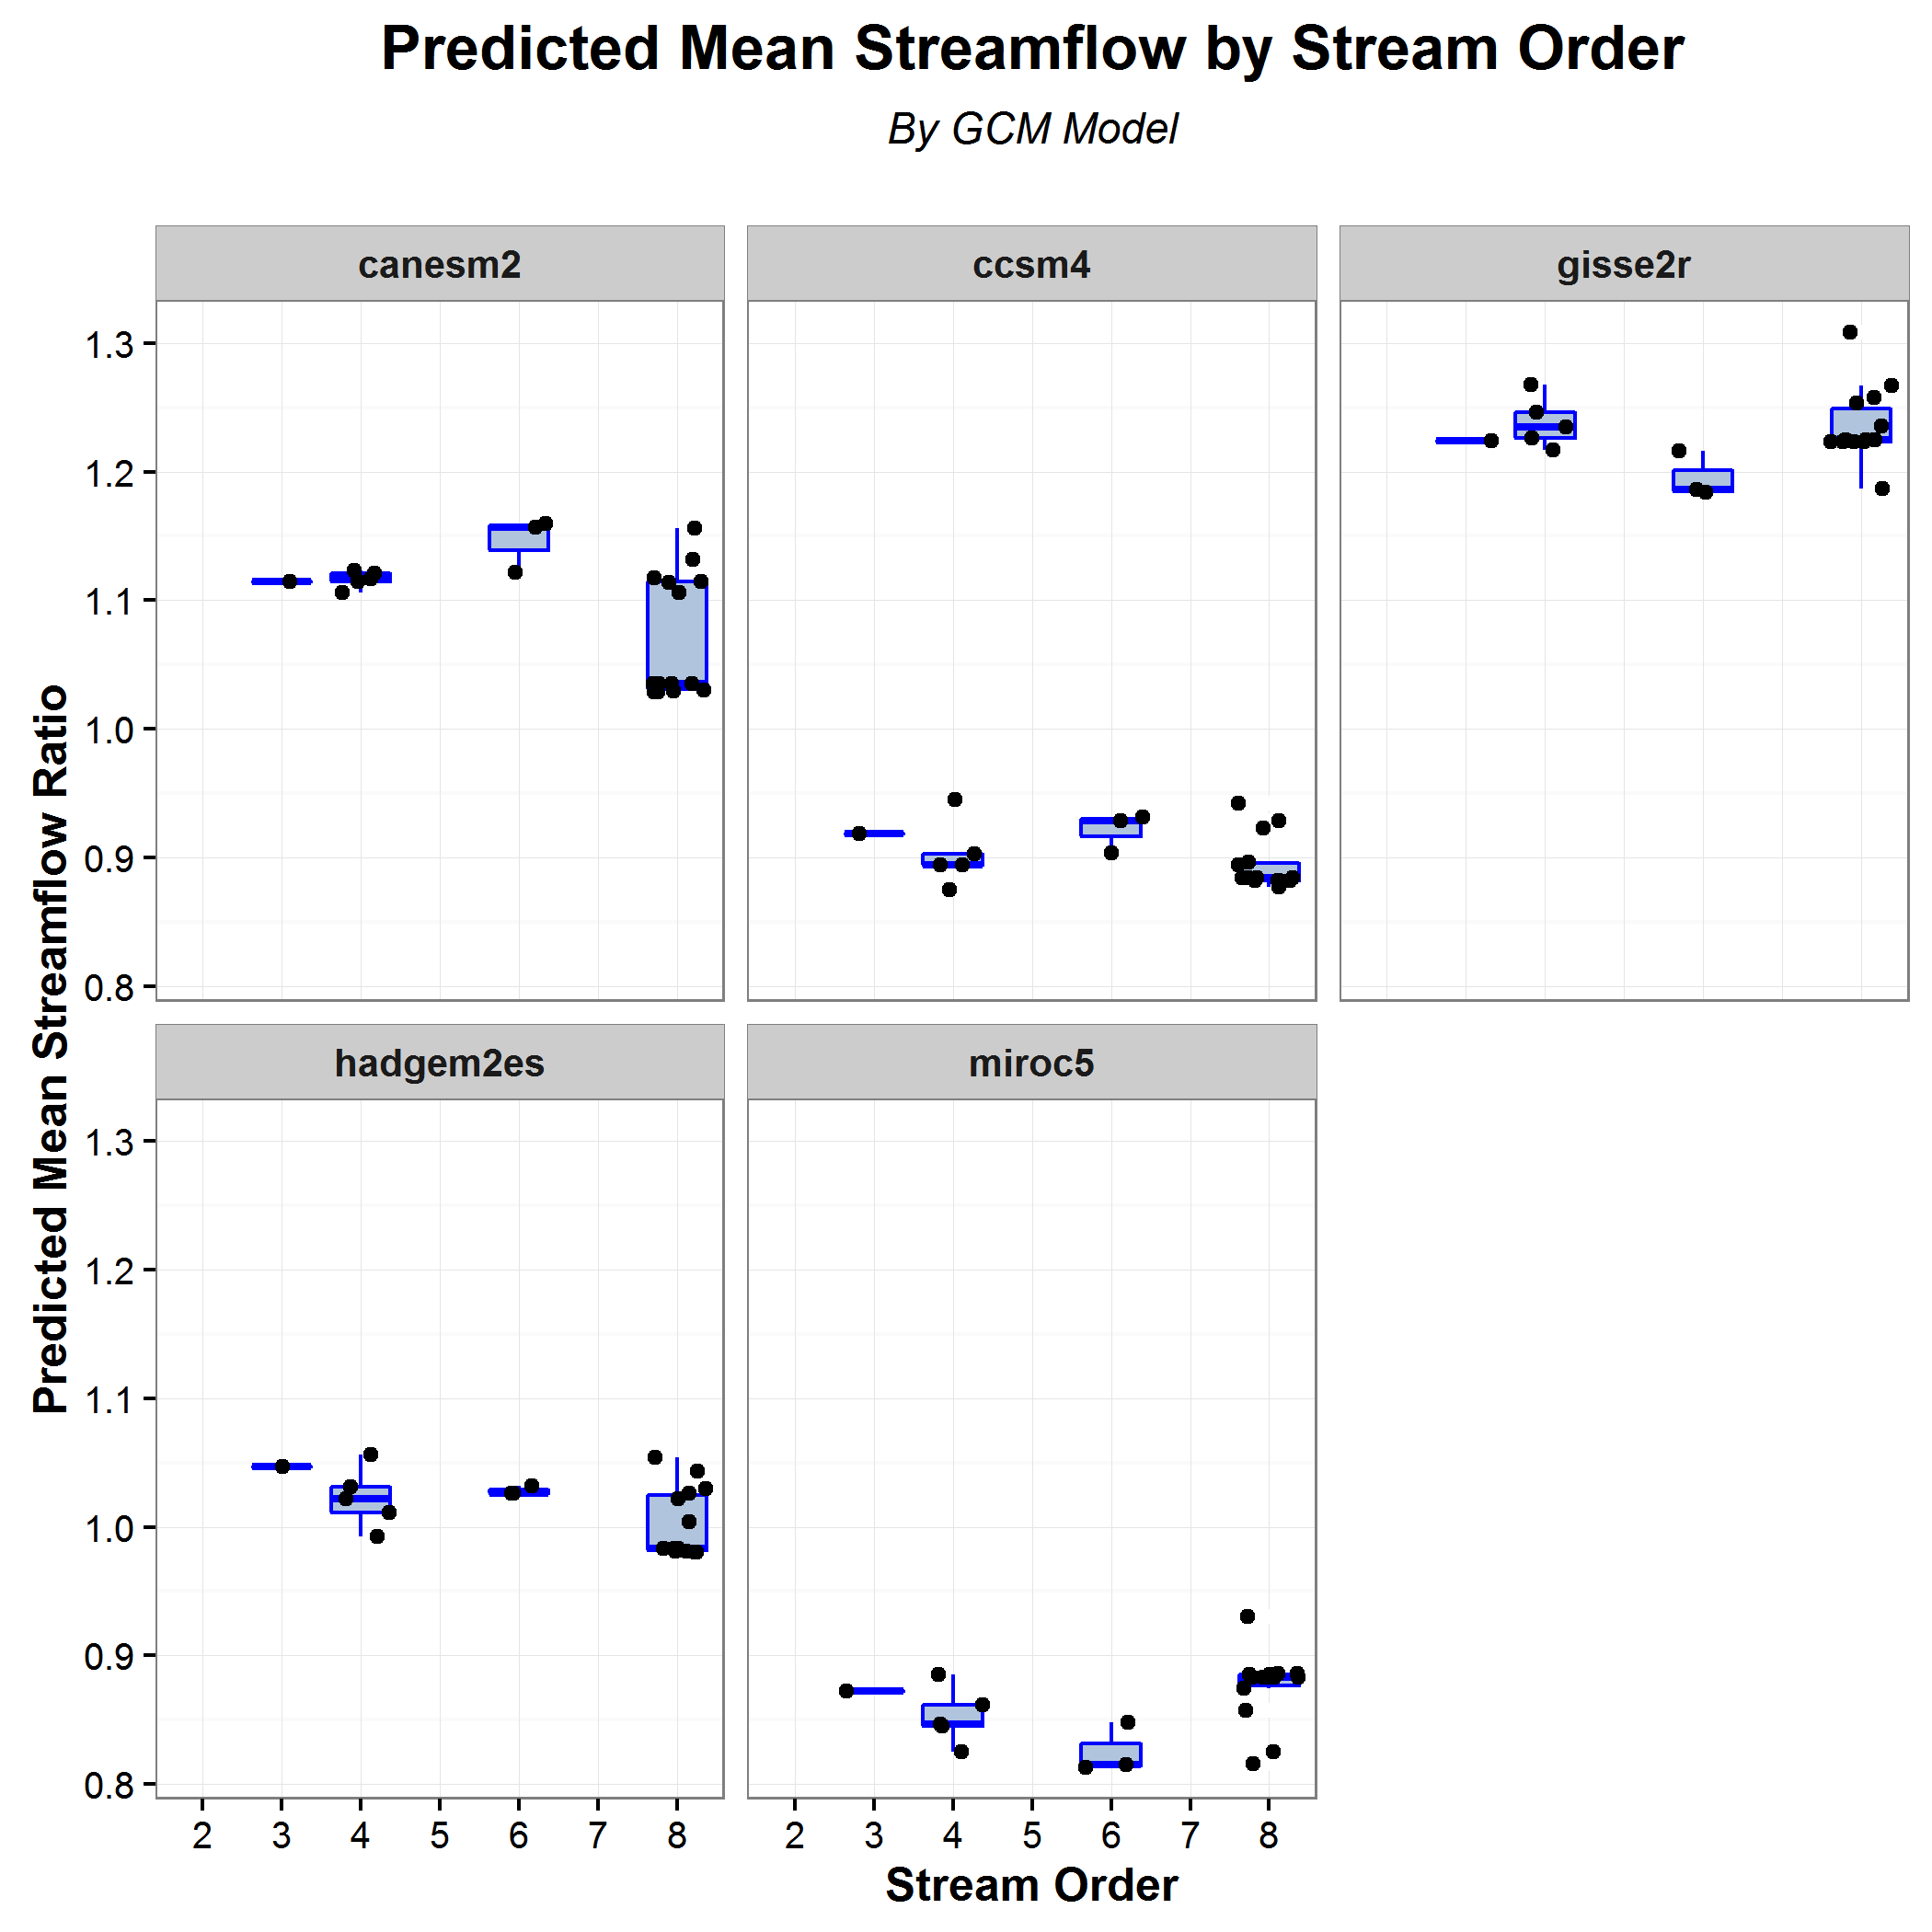 Predicted Mean Streamflow by Stream Order
By GCM Model
canesm2
ccsm4
gisse2r
1.3
1.2
1.1
1.0
0.9
0.8
Predicted Mean Streamflow Ratio
hadgem2es
miroc5
1.3
1.2
1.1
1.0
0.9
0.8
2 3 4 5 6 7 8
2 3 4 5 6 7 8
Stream Order